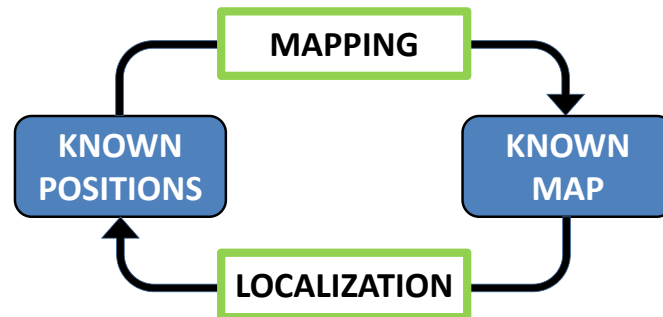 MAPPING
KNOWN
POSITIONS
KNOWN
MAP
LOCALIZATION